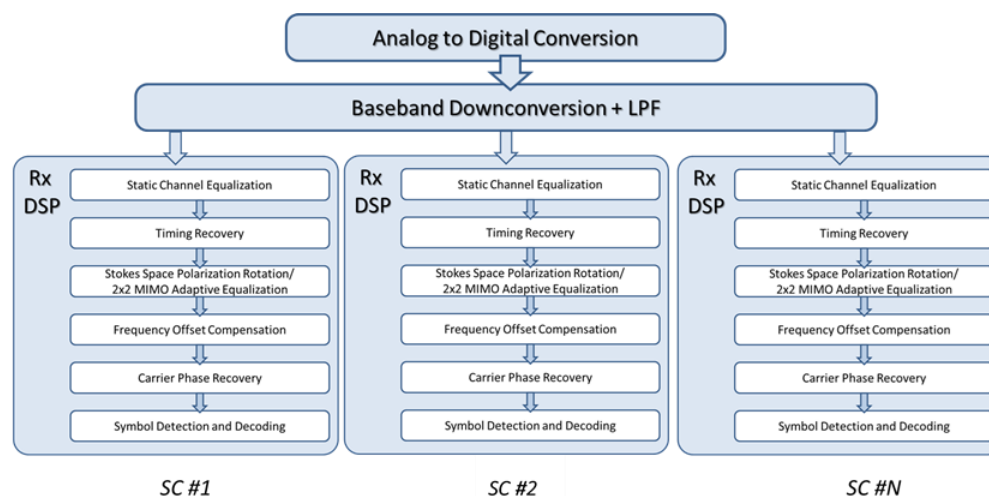 Analog to Digital Conversion
Baseband Downconversion + LPF
Rx
DSP
Static Channel Equalization
Timing Recovery
Stokes Space Polarization Rotation/
2x2 MIMO Adaptive Equalization
Frequency Offset Compensation
Carrier Phase Recovery
Symbol Detection and Decoding
SC #1
Rx
DSP
Static Channel Equalization
Timing Recovery
Stokes Space Polarization Rotation/
2x2 MIMO Adaptive Equalization
Frequency Offset Compensation
Carrier Phase Recovery
Symbol Detection and Decoding
SC #2
Rx
DSP
Static Channel Equalization
Timing Recovery
Stokes Space Polarization Rotation/
2x2 MIMO Adaptive Equalization
Frequency Offset Compensation
Carrier Phase Recovery
Symbol Detection and Decoding
SC #N